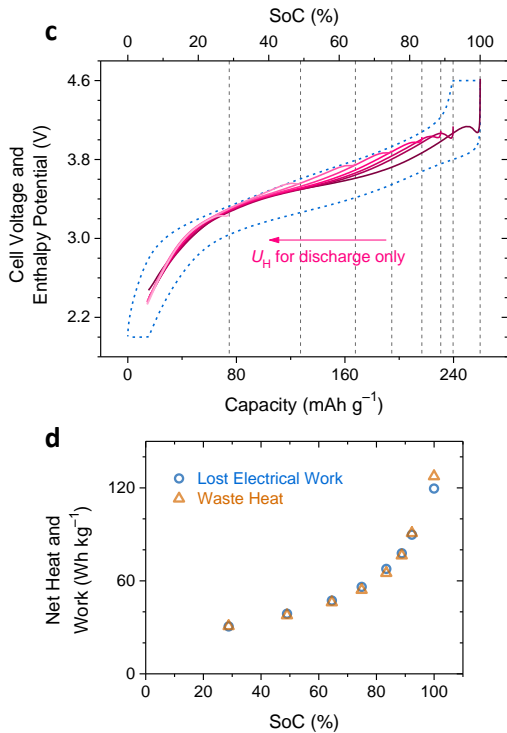 c
SoC (%)
0 20 40 60 80 100
4.6
3.8
3.0
2.2
Cell Voltage and
Enthalpy Potential (V)
U_H for discharge only
0 80 160 240
Capacity (mAh g⁻¹)
d
Lost Electrical Work
Waste Heat
120
60
0
Net Heat and
Work (Wh kg⁻¹)
0 20 40 60 80 100
SoC (%)